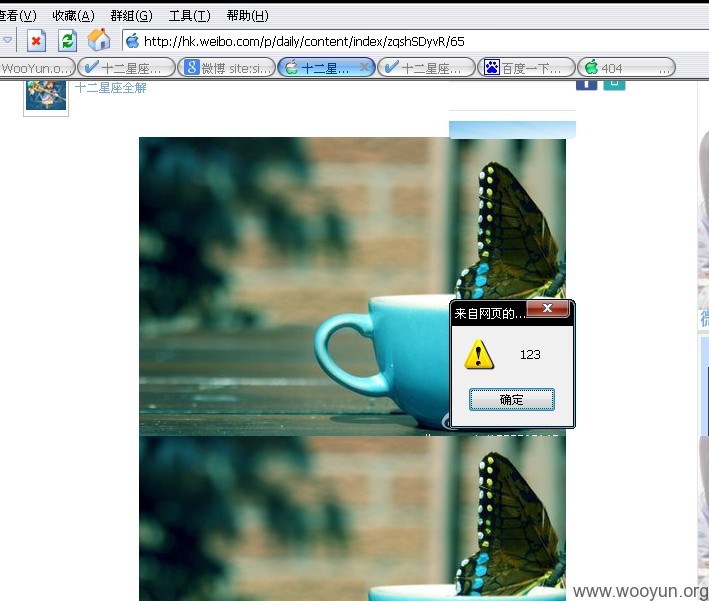 查看(V) 收藏(A) 群组(G) 工具(T) 帮助(H)
http://hk.weibo.com/p/daily/content/index/zqshSDyvR/65
WooYun.o... 十二星座... 微博 site:si... 十二星... 十二星座... 百度一下... 404 ...
十二星座全解
来自网页的...
123
确定
www.wooyun.org